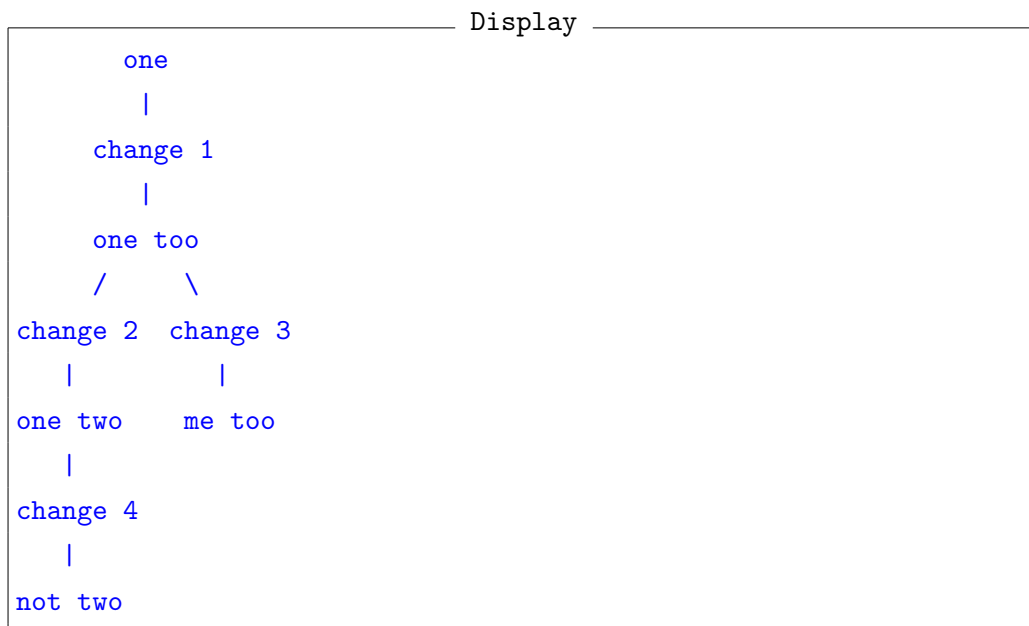 Display
one
|
change 1
|
one too
/     \
change 2  change 3
|         |
one two    me too
|
change 4
|
not two